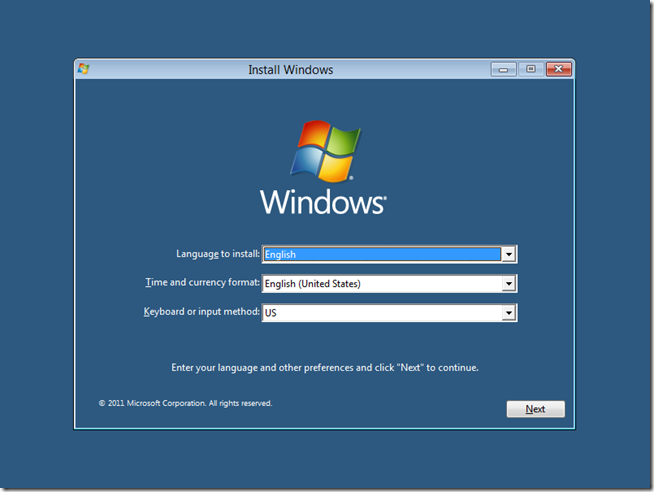 Install Windows
Windows®
Language to install: English
Time and currency format: English (United States)
Keyboard or input method: US
Enter your language and other preferences and click "Next" to continue.
© 2011 Microsoft Corporation. All rights reserved.
Next